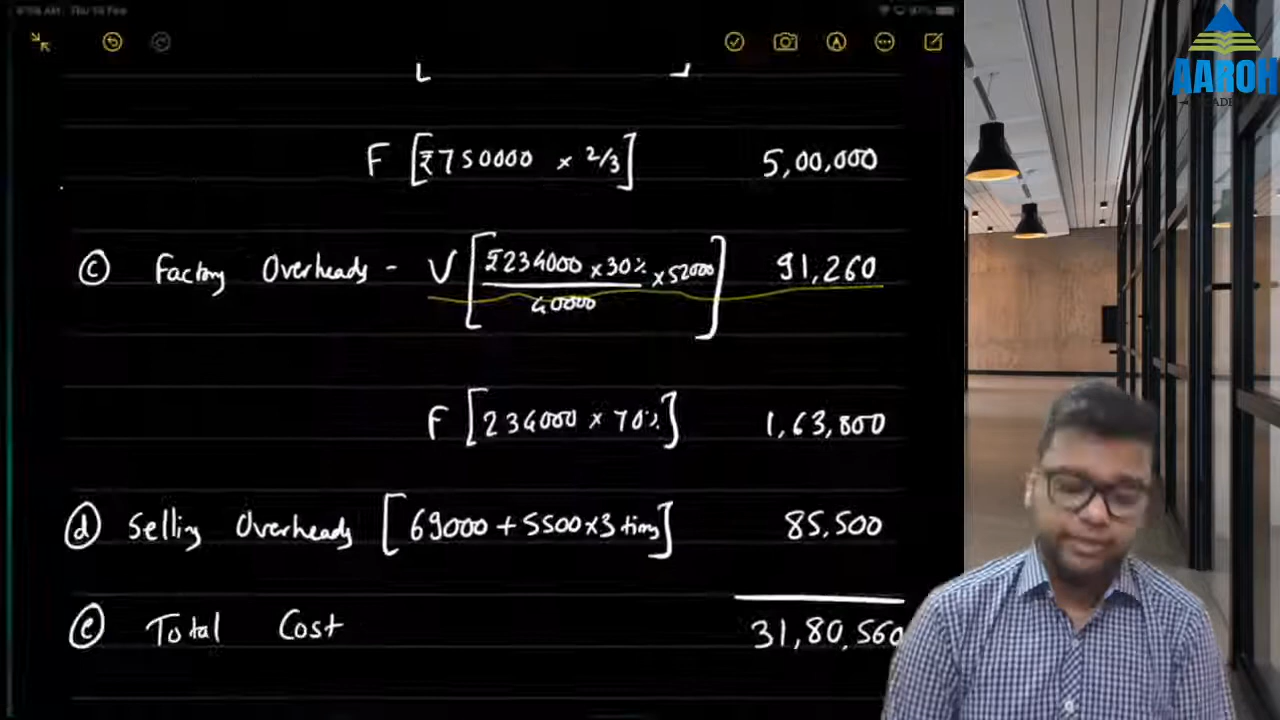 AAROH
F [₹750000 × 2/3] 5,00,000
(c) Factory Overheads - V [₹234000 × 30% × 52000 91,260
40000]
F [234000 × 70%] 1,63,800
(d) Selling Overheads [69000 + 5500 × 3 times] 85,500
(e) Total Cost 31,80,560